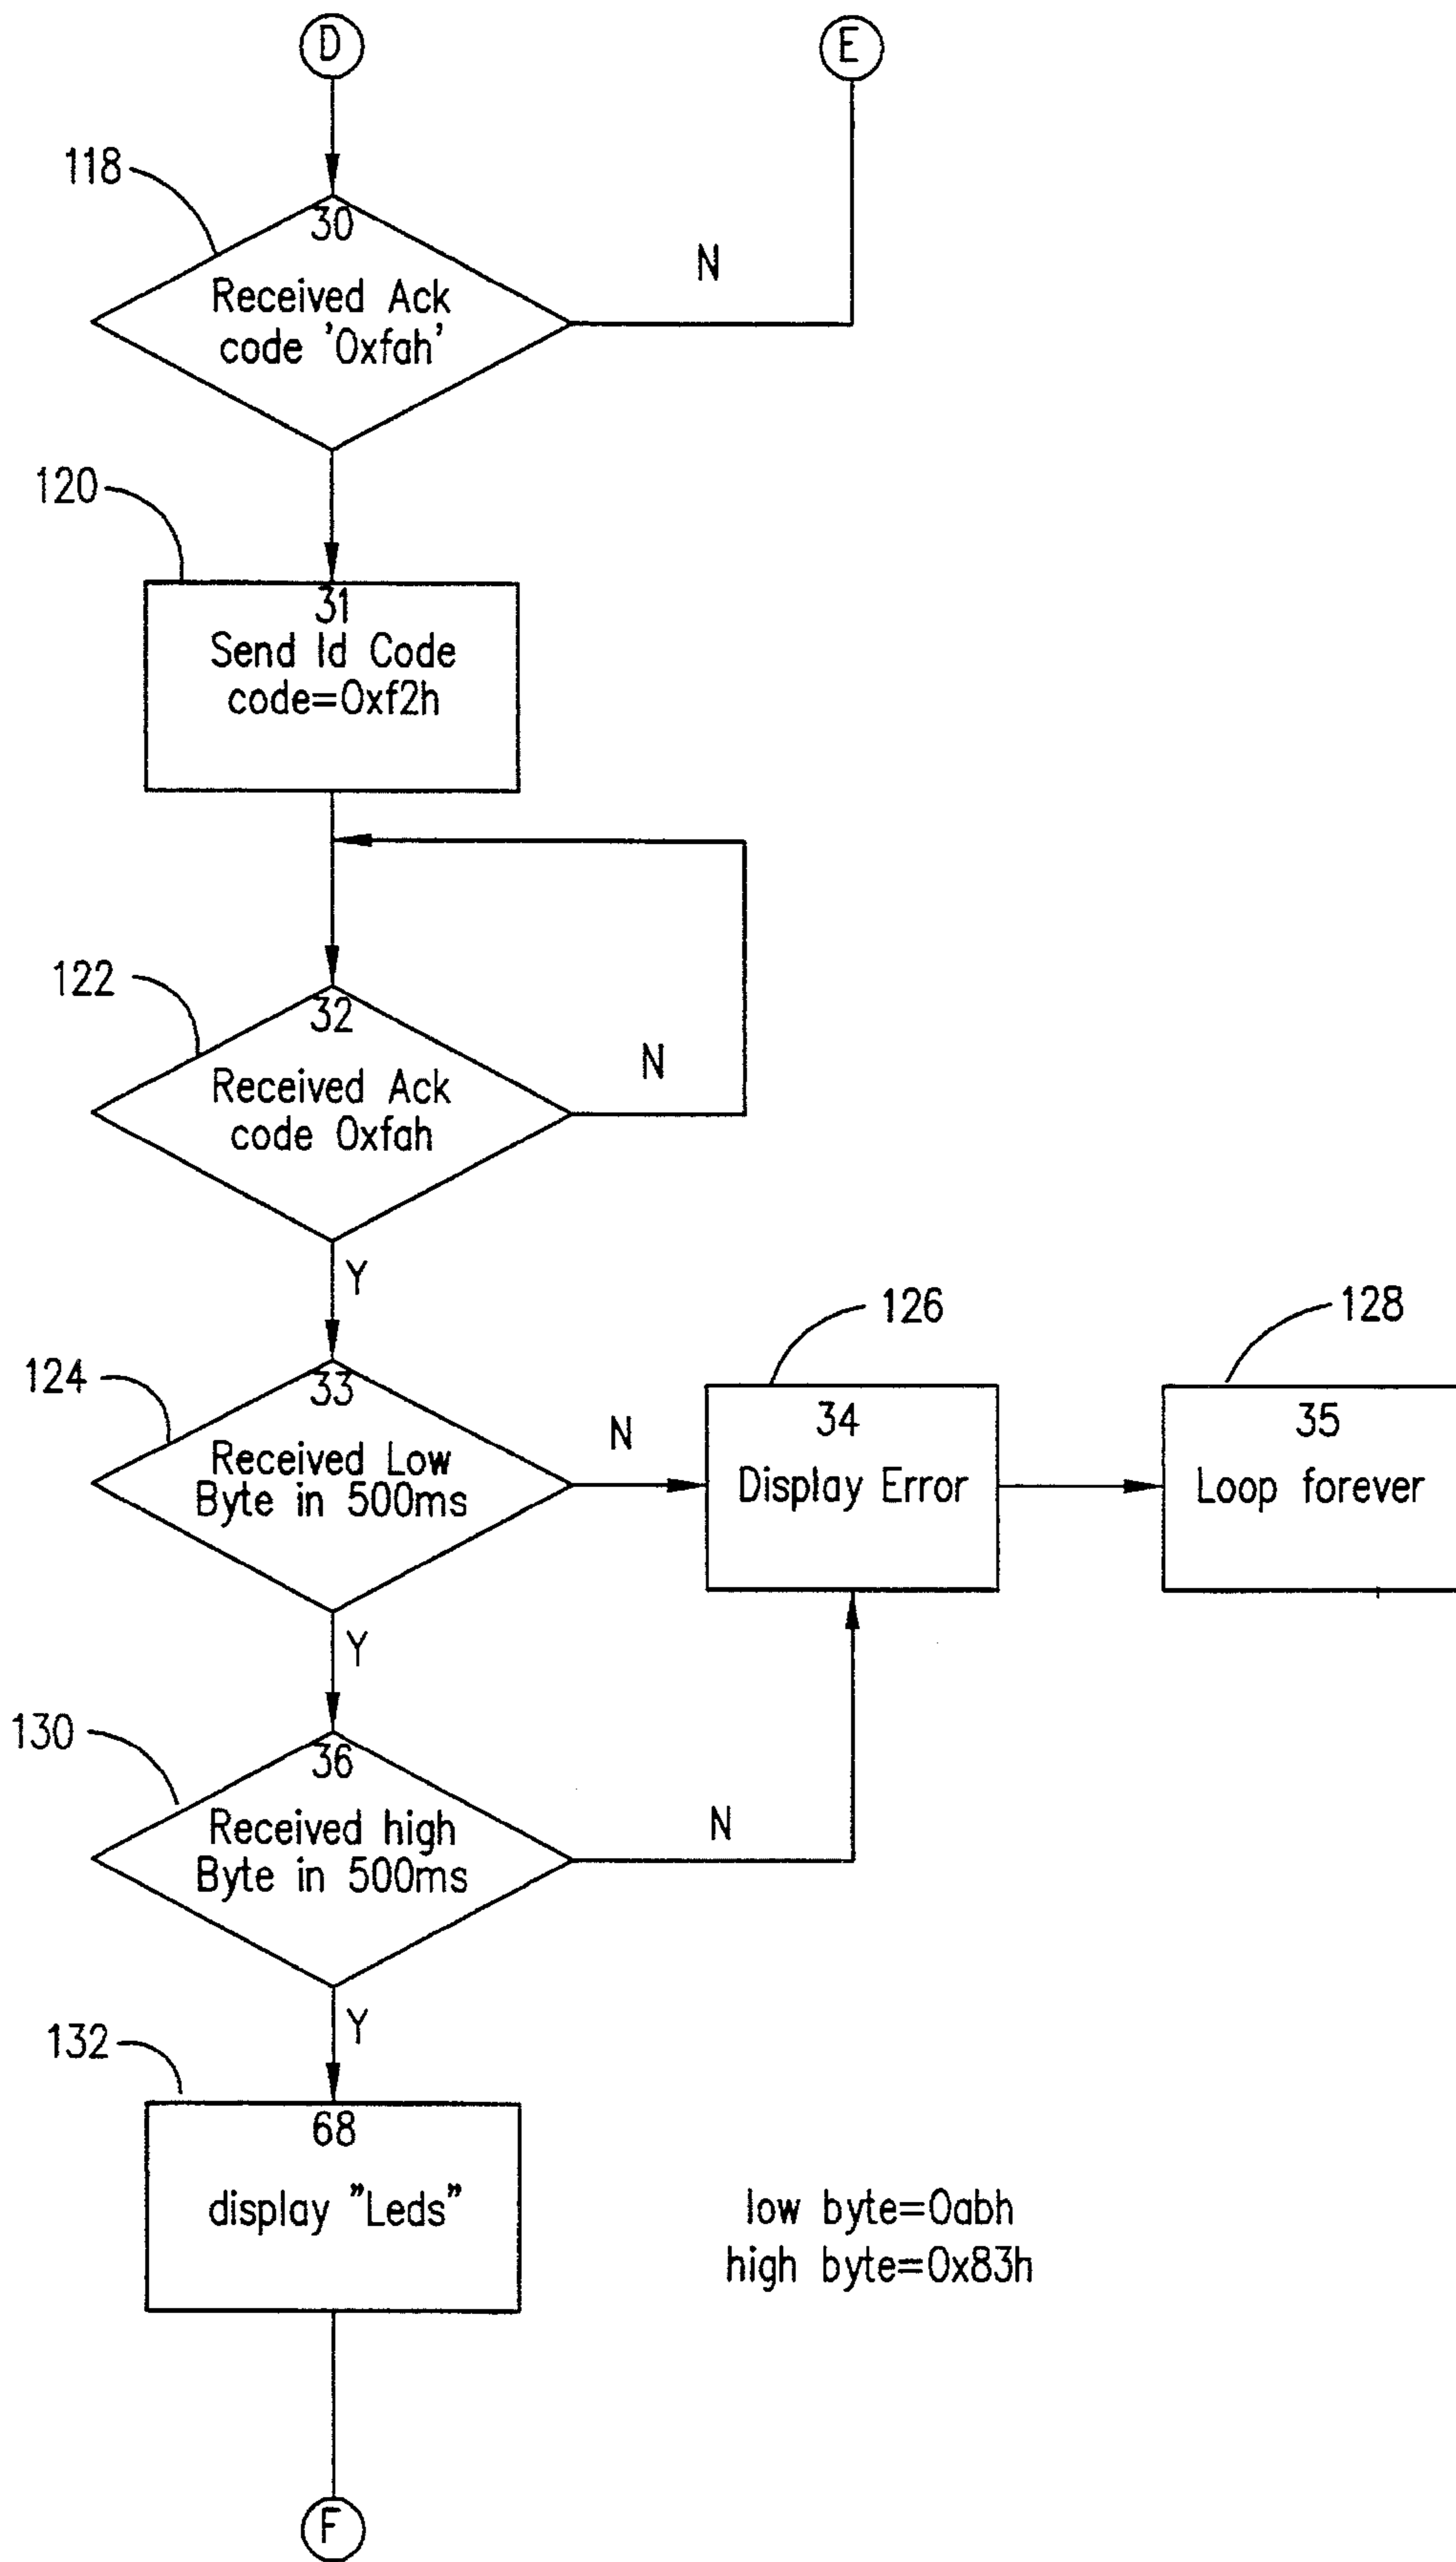 D
E
118
30
N
Received Ack
code '0xfah'
120
31
Send Id Code
code=0xf2h
122
32
N
Received Ack
code 0xfah
Y
126
128
124
33
N
34
35
Received Low
Byte in 500ms
Display Error
Loop forever
Y
130
36
N
Received high
Byte in 500ms
Y
132
68
display "Leds"
low byte=0abh
high byte=0x83h
F